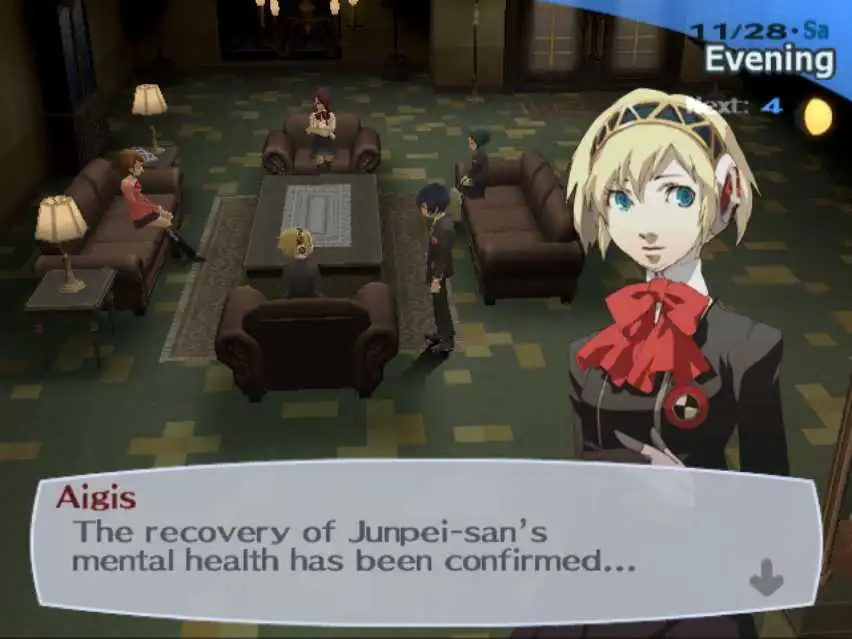 11/28・Sa
Evening
Next: 4
Aigis
The recovery of Junpei-san's
mental health has been confirmed...